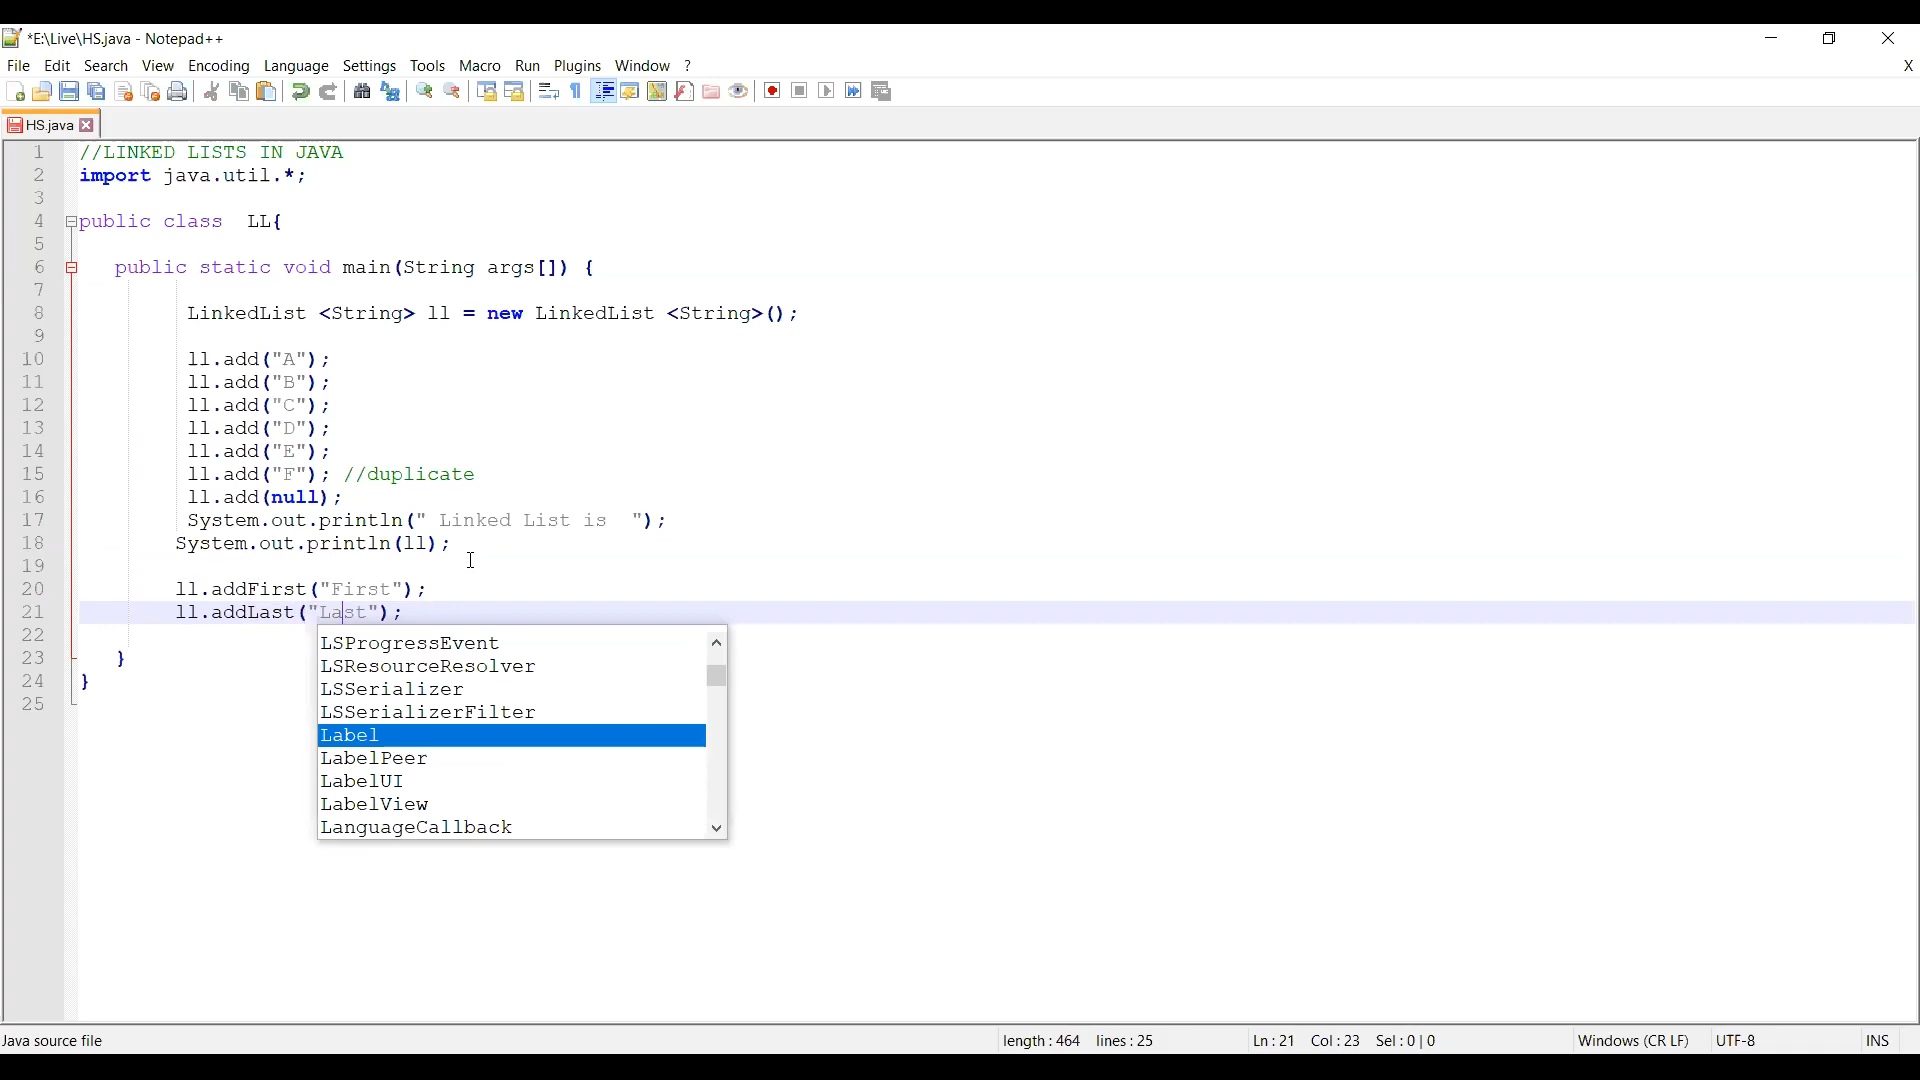 *E:\Live\HS.java - Notepad++
File Edit Search View Encoding Language Settings Tools Macro Run Plugins Window ? X
HS.java
1 //LINKED LISTS IN JAVA
2 import java.util.*;
3
4 public class  LL{
5
6 public static void main(String args[]) {
7
8 LinkedList <String> ll = new LinkedList <String>();
9
10 ll.add("A");
11 ll.add("B");
12 ll.add("C");
13 ll.add("D");
14 ll.add("E");
15 ll.add("F"); //duplicate
16 ll.add(null);
17 System.out.println(" Linked List is  ");
18 System.out.println(ll);
19
20 ll.addFirst("First");
21 ll.addLast("Last");
22
LSProgressEvent
23 }
LSResourceResolver
24 }
LSSerializer
25
LSSerializerFilter
Label
LabelPeer
LabelUI
LabelView
LanguageCallback
Java source file length : 464 lines : 25 Ln : 21 Col : 23 Sel : 0 | 0 Windows (CR LF) UTF-8 INS